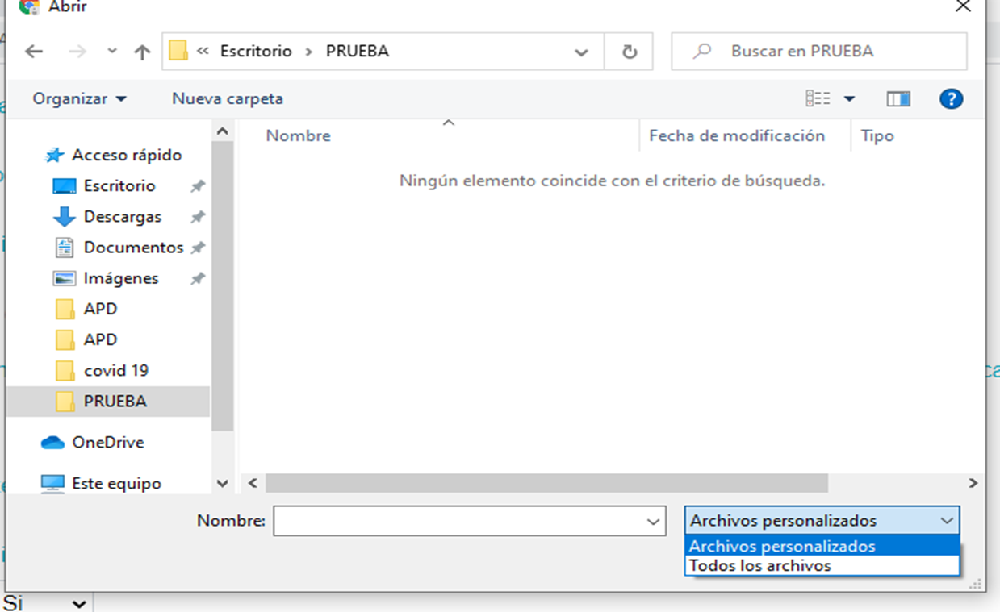 Abrir
« Escritorio › PRUEBA
Buscar en PRUEBA
Organizar
Nueva carpeta
Nombre
Fecha de modificación
Tipo
Ningún elemento coincide con el criterio de búsqueda.
Acceso rápido
Escritorio
Descargas
Documentos
Imágenes
APD
APD
covid 19
PRUEBA
OneDrive
Este equipo
Nombre:
Archivos personalizados
Archivos personalizados
Todos los archivos
Si